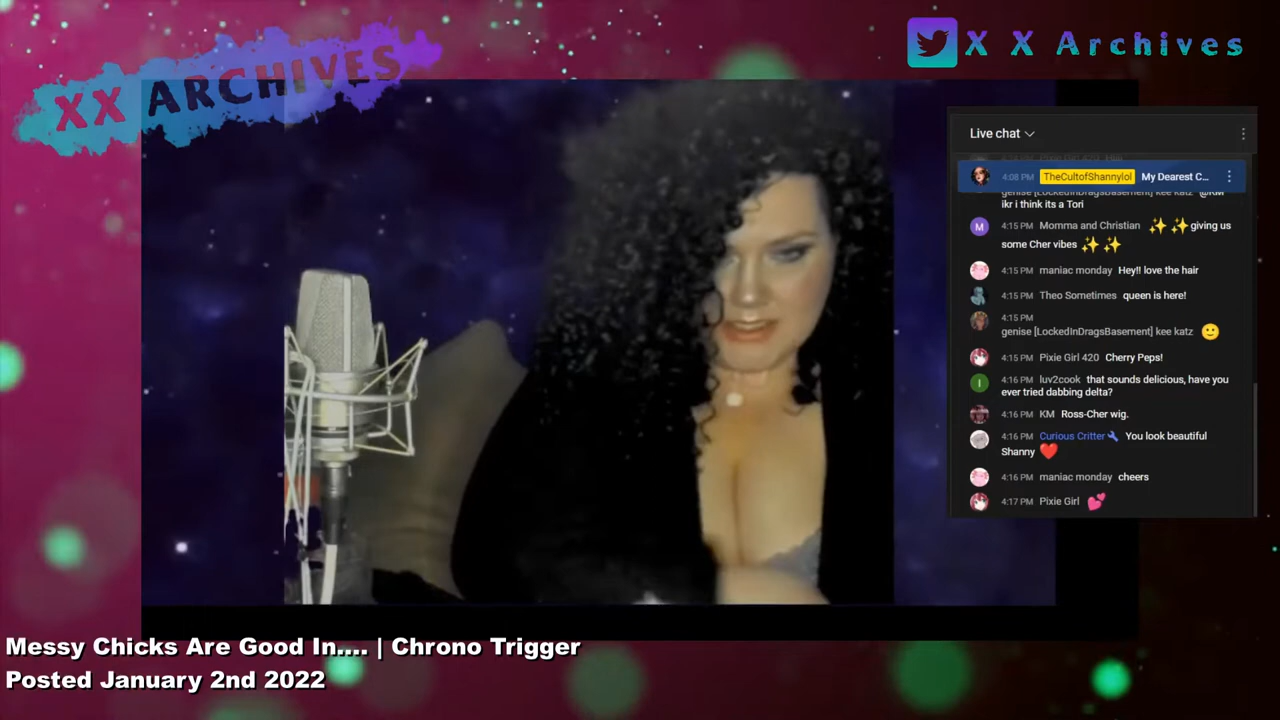 XX ARCHIVES
X X Archives
Live chat
4:08 PM TheCultofShannylol My Dearest C...
genise [LockedInDragsBasement] kee katz @KM
ikr i think its a Tori
M
4:15 PM Momma and Christian ✨ ✨giving us
some Cher vibes ✨ ✨
4:15 PM maniac monday Hey!! love the hair
4:15 PM Theo Sometimes queen is here!
4:15 PM
genise [LockedInDragsBasement] kee katz 🙂
4:15 PM Pixie Girl 420 Cherry Peps!
I
4:16 PM luv2cook that sounds delicious, have you
ever tried dabbing delta?
4:16 PM KM Ross-Cher wig.
4:16 PM Curious Critter You look beautiful
Shanny ❤️
4:16 PM maniac monday cheers
4:17 PM Pixie Girl 💕
Messy Chicks Are Good In.... | Chrono Trigger
Posted January 2nd 2022